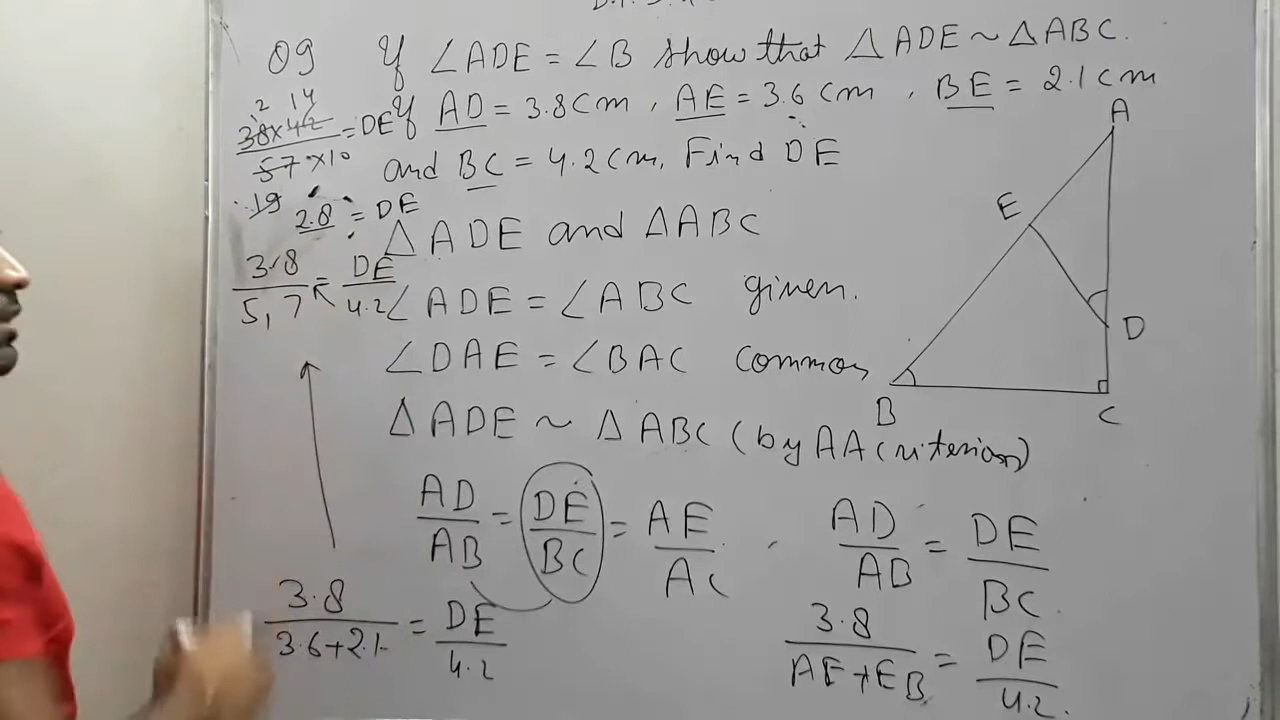 09 If ∠ADE = ∠B show that △ADE ~ △ABC.
If AD = 3.8 cm, AE = 3.6 cm, BE = 2.1 cm
and BC = 4.2 cm, Find DE
2 14
38×42 = DE
57×10
19
2.8 = DE
3.8 = DE
5,7 4.2
△ADE and △ABC
∠ADE = ∠ABC given.
∠DAE = ∠BAC common
△ADE ~ △ABC (by AA criterion)
AD = DE = AE
AB BC AC
3.8 = DE
3.6+2.1 4.2
AD = DE
AB BC.
3.8 = DE
AE+EB 4.2.
A
E
D
B
C